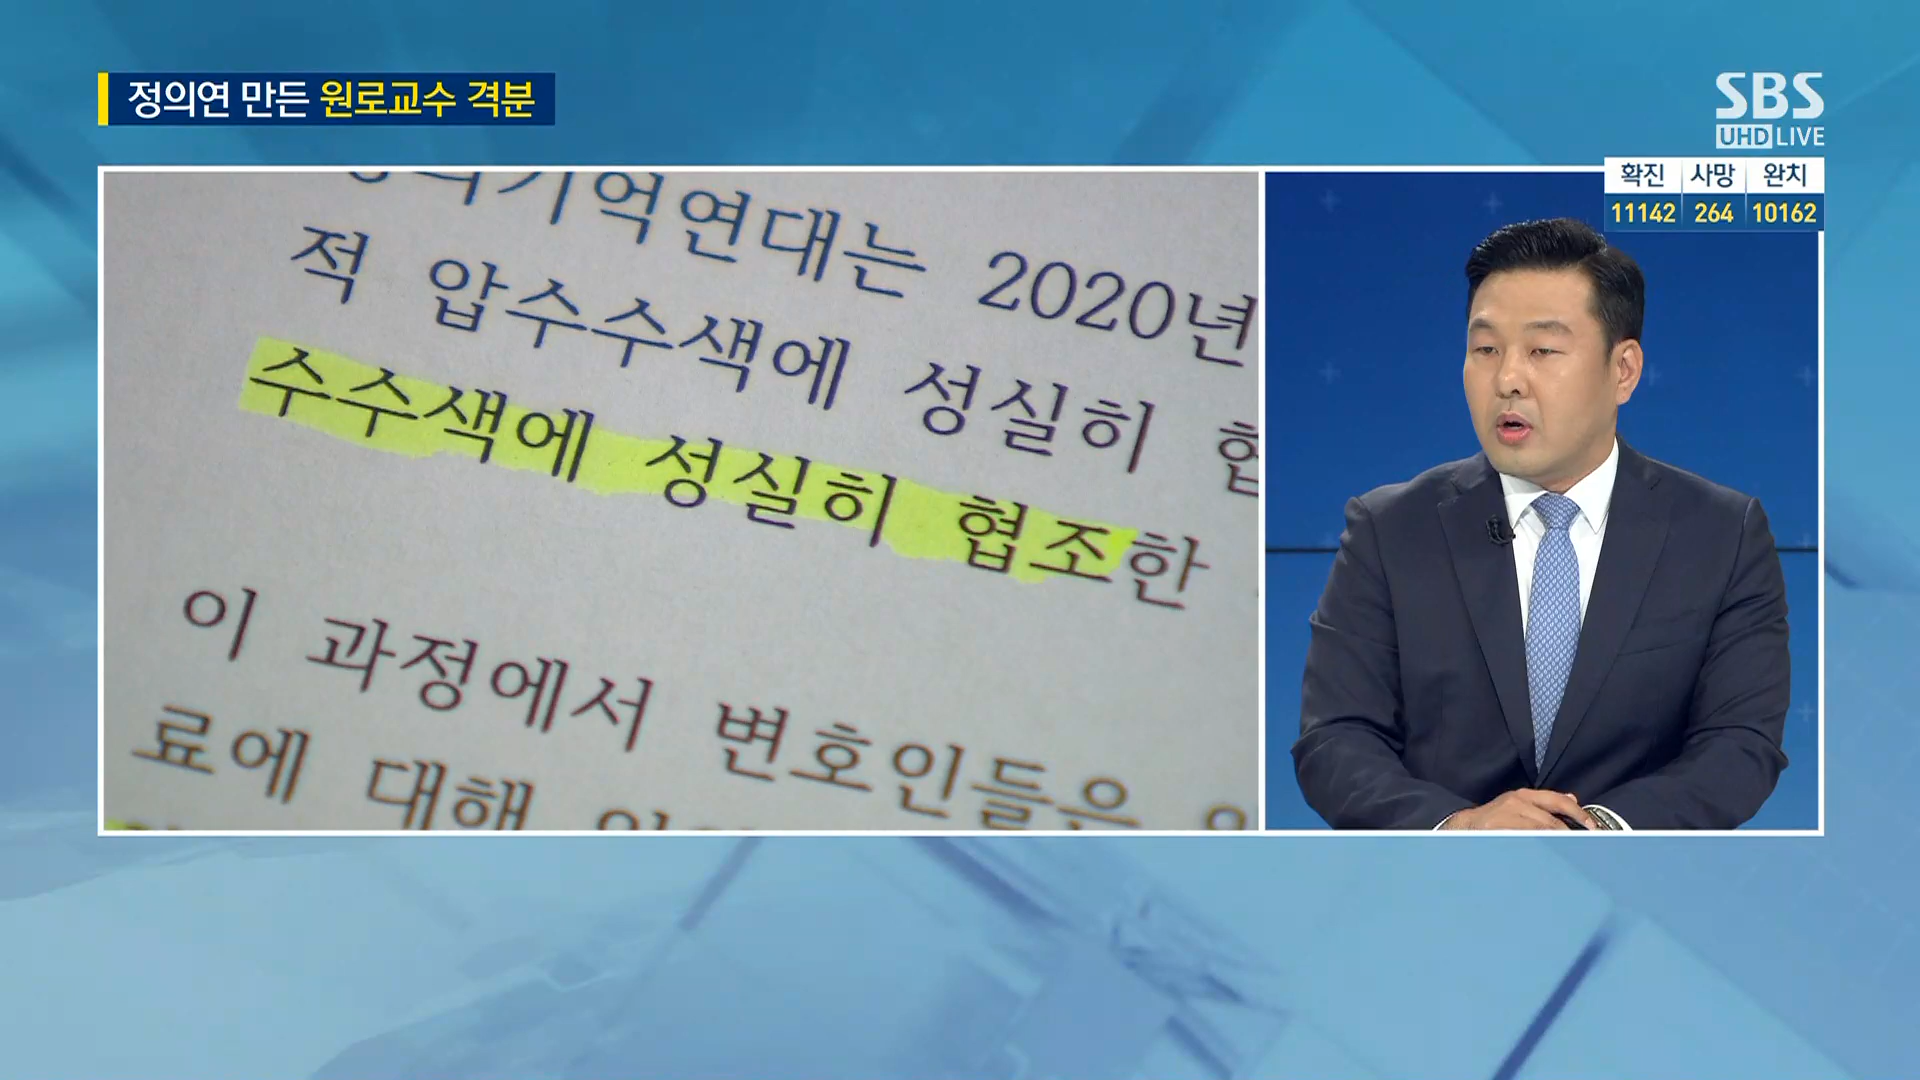 정의연 만든 원로교수 격분
SBS
UHD LIVE
확진 사망 완치
11142 264 10162
기억연대는 2020년
적 압수수색에 성실히
수수색에 성실히 협조한
이 과정에서 변호인들은
료에 대해